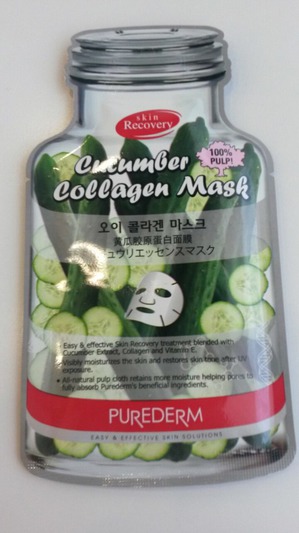 skin
Recovery
Cucumber
100%
PULP!
Collagen Mask
오이 콜라겐 마스크
黄瓜胶原蛋白面膜
キュウリエッセンスマスク
• Easy & effective Skin Recovery treatment blended with
Cucumber Extract, Collagen and Vitamin E.
• Visibly moisturizes the skin and restores skin tone after UV
exposure.
• All-natural pulp cloth retains more moisture helping pores to
fully absorb Purederm's beneficial ingredients.
PUREDERM
EASY & EFFECTIVE SKIN SOLUTIONS